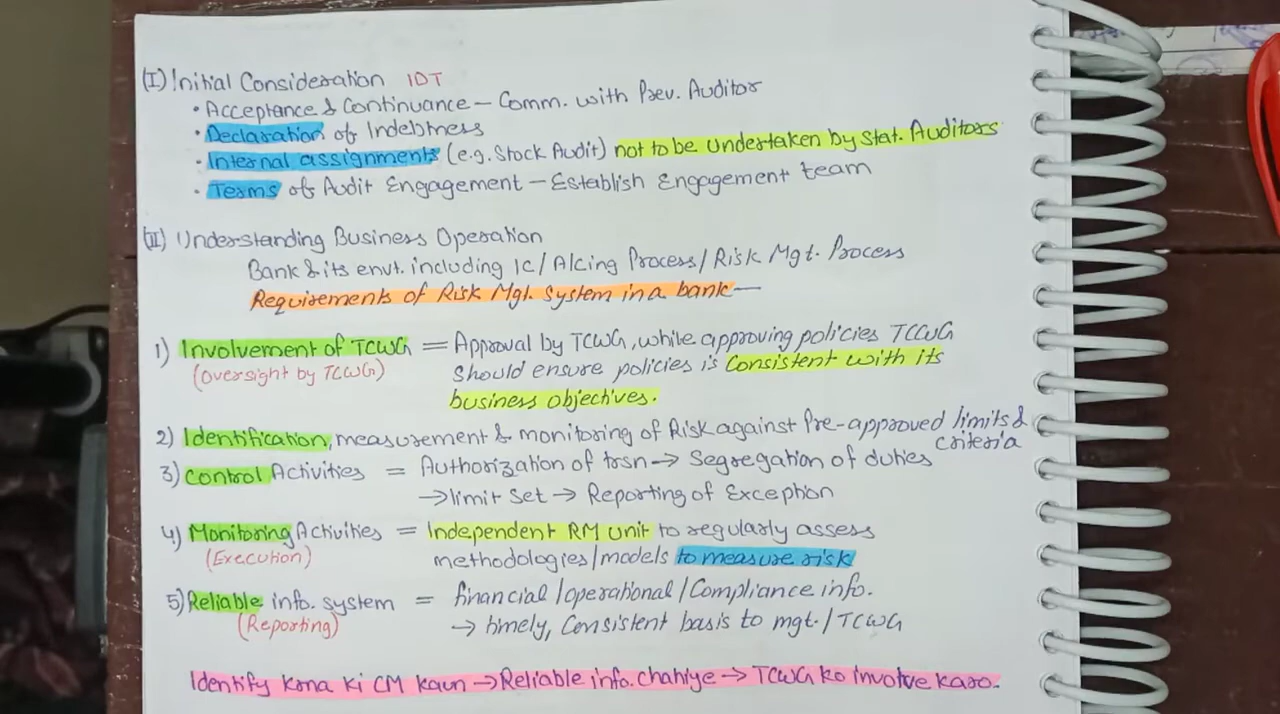 (I) Initial Consideration IDT
• Acceptance & Continuance – Comm. with Prev. Auditor
• Declaration of Indebtness
• Internal assignments (e.g. Stock Audit) not to be undertaken by Stat. Auditors
• Terms of Audit Engagement – Establish Engagement team
(II) Understanding Business Operation
Bank & its envt. including IC/A/cing Process/Risk Mgt. Process
Requirements of Risk Mgt. System in a bank —
1) Involvement of TCWG = Approval by TCWG, while approving policies TCCWG
(Oversight by TCWG) should ensure policies is Consistent with its
business objectives.
2) Identification, measurement & monitoring of Risk against Pre-approved limits &
criteria
3) Control Activities = Authorization of trsn → Segregation of duties
→ limit Set → Reporting of Exception
4) Monitoring Activities = Independent RM unit to regularly assess
(Execution) methodologies/models to measure risk
5) Reliable info. system = financial/operational/Compliance info.
(Reporting) → timely, Consistent basis to mgt./TCWG
Identify krna ki CM kaun → Reliable info. chahiye → TCWG ko involve karo.